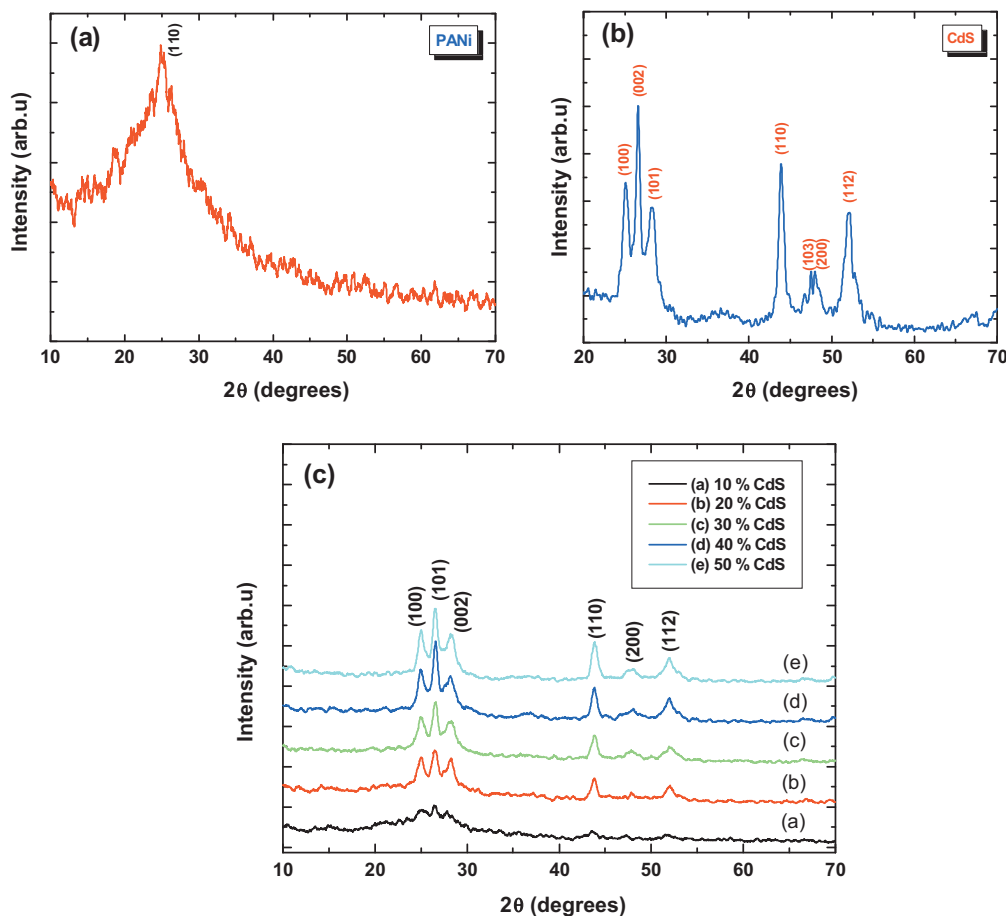 (a)
PANi
(110)
Intensity (arb.u)
10 20 30 40 50 60 70
2θ (degrees)
(b)
CdS
(100)
(002)
(101)
(110)
(103)
(200)
(112)
Intensity (arb.u)
20 30 40 50 60 70
2θ (degrees)
(c)
(a) 10 % CdS
(b) 20 % CdS
(c) 30 % CdS
(d) 40 % CdS
(e) 50 % CdS
(100)
(101)
(002)
(110)
(200)
(112)
(e)
(d)
(c)
(b)
(a)
Intensity (arb.u)
10 20 30 40 50 60 70
2θ (degrees)